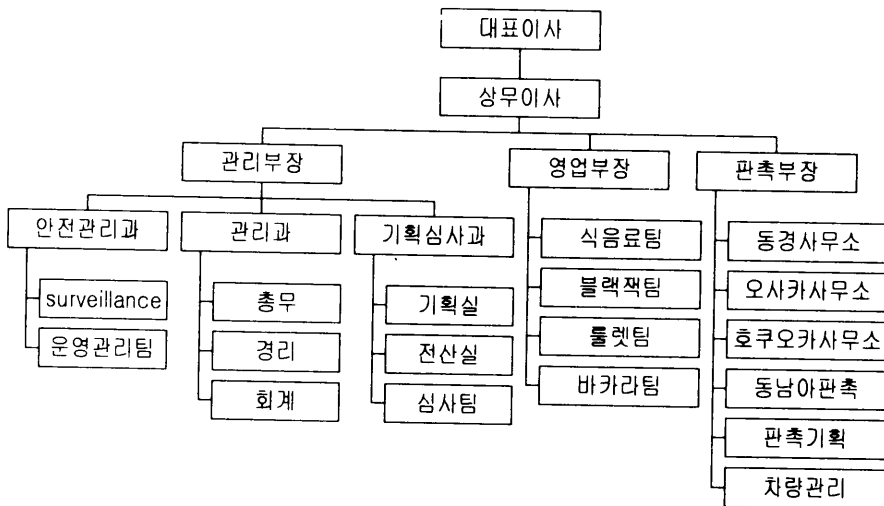 대표이사
상무이사
관리부장
영업부장
판촉부장
안전관리과
관리과
기획심사과
surveillance
운영관리팀
총무
경리
회계
기획실
전산실
심사팀
식음료팀
블랙잭팀
룰렛팀
바카라팀
동경사무소
오사카사무소
호쿠오카사무소
동남아판촉
판촉기획
차량관리